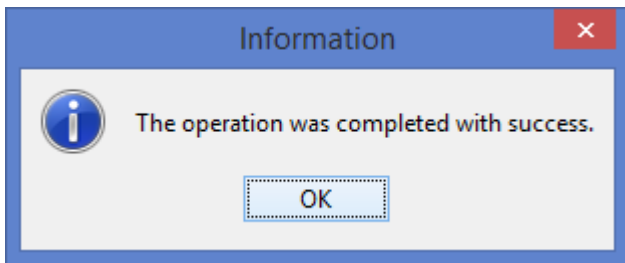 Information
The operation was completed with success.
OK